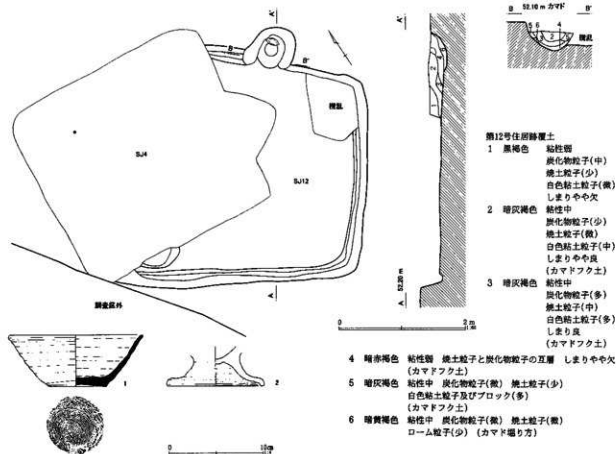 A'
B 52.10 m カマド B'
5 6 4
3 2 1
攪乱
B
B'
攪乱
SJ4
SJ12
A'
A
52.20 m
A
調査区外
0 2 m
第12号住居跡覆土
1 黒褐色 粘性弱
炭化物粒子(中)
焼土粒子(少)
白色粘土粒子(微)
しまりやや欠
2 暗灰褐色 粘性中
炭化物粒子(少)
焼土粒子(微)
白色粘土粒子(中)
しまりやや良
(カマドフク土)
3 暗灰褐色 粘性中
炭化物粒子(多)
焼土粒子(中)
白色粘土粒子(多)
しまり良
(カマドフク土)
4 暗赤褐色 粘性弱 焼土粒子と炭化物粒子の互層 しまりやや欠
(カマドフク土)
5 暗灰褐色 粘性中 炭化物粒子(微) 焼土粒子(少)
白色粘土粒子及びブロック(多)
(カマドフク土)
6 暗黄褐色 粘性中 炭化物粒子(微) 焼土粒子(微)
ローム粒子(少) (カマド堀り方)
1
2
0 10m